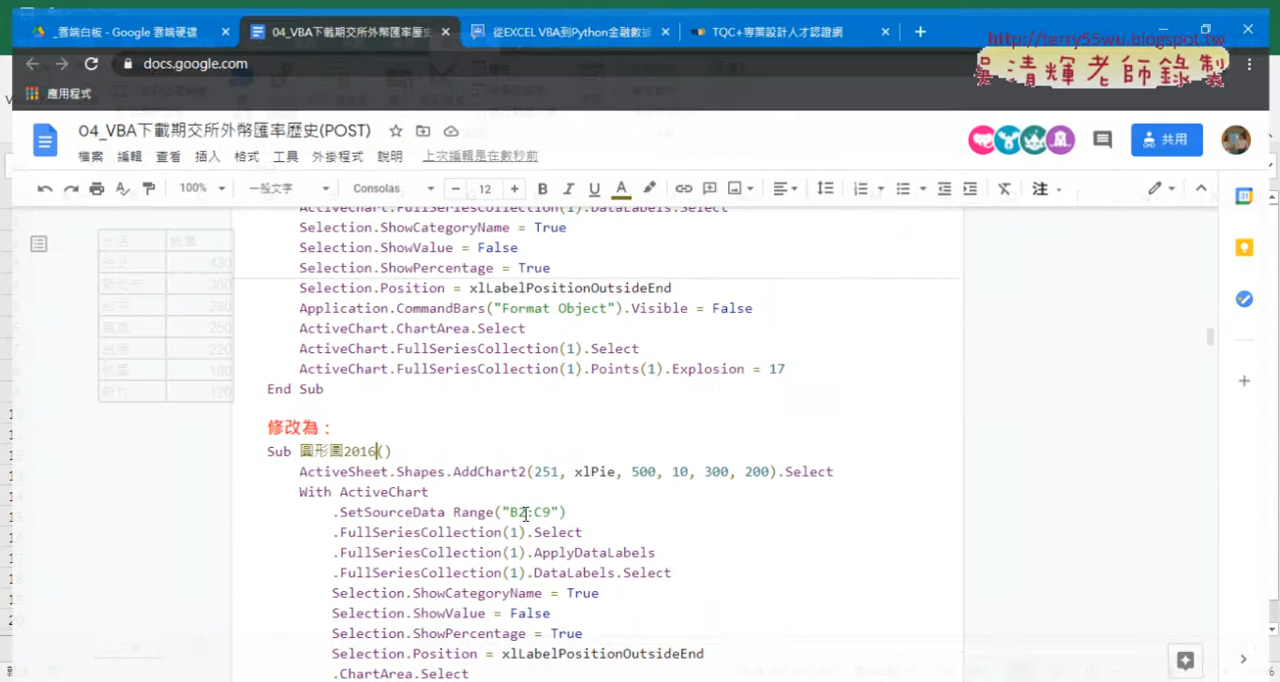 _雲端白板 - Google 雲端硬碟
04_VBA下載期交所外幣匯率歷史
從EXCEL VBA到Python金融數據
TQC+專業設計人才認證網
http://terry55wu.blogspot.tw
docs.google.com
吳清輝老師錄製
應用程式
04_VBA下載期交所外幣匯率歷史(POST)
共用
檔案 編輯 查看 插入 格式 工具 外掛程式 說明 上次編輯是在數秒前
100% 一般文字 Consolas 12 B I U A 注
ActiveChart.FullSeriesCollection(1).DataLabels.Select
Selection.ShowCategoryName = True
Selection.ShowValue = False
Selection.ShowPercentage = True
Selection.Position = xlLabelPositionOutsideEnd
Application.CommandBars("Format Object").Visible = False
ActiveChart.ChartArea.Select
ActiveChart.FullSeriesCollection(1).Select
ActiveChart.FullSeriesCollection(1).Points(1).Explosion = 17
End Sub
修改為：
Sub 圓形圖2016()
ActiveSheet.Shapes.AddChart2(251, xlPie, 500, 10, 300, 200).Select
With ActiveChart
.SetSourceData Range("B2:C9")
.FullSeriesCollection(1).Select
.FullSeriesCollection(1).ApplyDataLabels
.FullSeriesCollection(1).DataLabels.Select
Selection.ShowCategoryName = True
Selection.ShowValue = False
Selection.ShowPercentage = True
Selection.Position = xlLabelPositionOutsideEnd
.ChartArea.Select